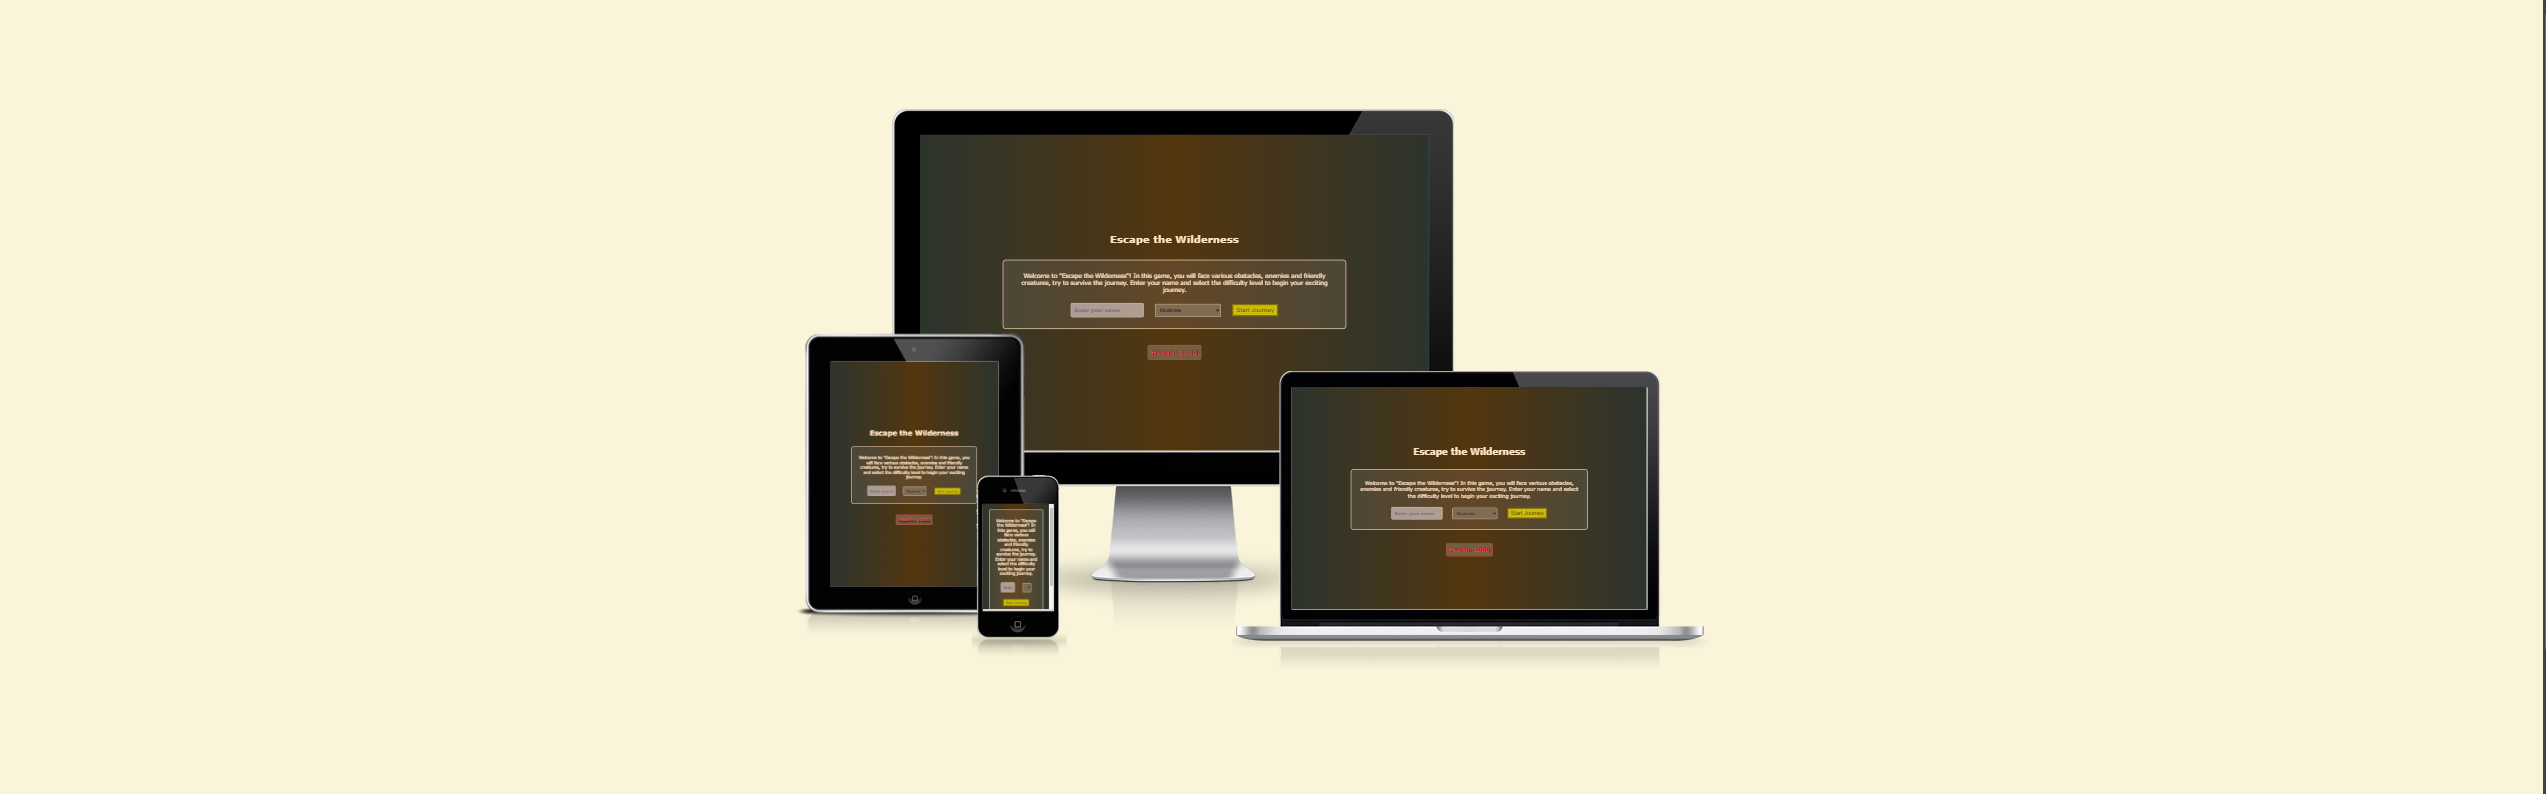 Escape the Wilderness
Welcome to "Escape the Wilderness"! In this game, you will face various obstacles, enemies and friendly
creatures, try to survive the journey. Enter your name and select the difficulty level to begin your exciting
journey.
Enter your name
Moderate
Start Journey
Escape the Wilderness
Welcome to "Escape the Wilderness"! In this game, you
will face various obstacles, enemies and friendly
creatures, try to survive the journey. Enter your name
and select the difficulty level to begin your exciting
journey.
Welcome to "Escape
the Wilderness"! In
this game, you will
face various
obstacles, enemies
and friendly
creatures, try to
survive the journey.
Enter your name and
select the difficulty
level to begin your
exciting journey.
Escape the Wilderness
Welcome to "Escape the Wilderness"! In this game, you will face various obstacles,
enemies and friendly creatures, try to survive the journey. Enter your name and select
the difficulty level to begin your exciting journey.
Enter your name
Moderate
Start Journey